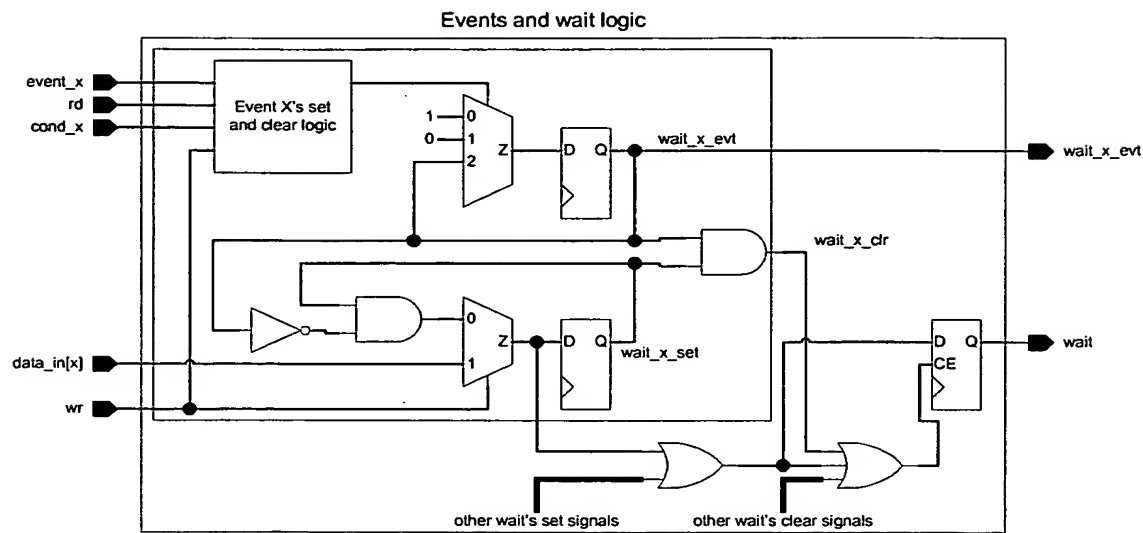 Events and wait logic
event_x
rd
cond_x
Event X's set
and clear logic
1
0
0
1
2
Z
D Q
wait_x_evt
wait_x_evt
wait_x_clr
0
1
Z
D Q
wait_x_set
data_in[x]
wr
D Q
CE
wait
other wait's set signals
other wait's clear signals